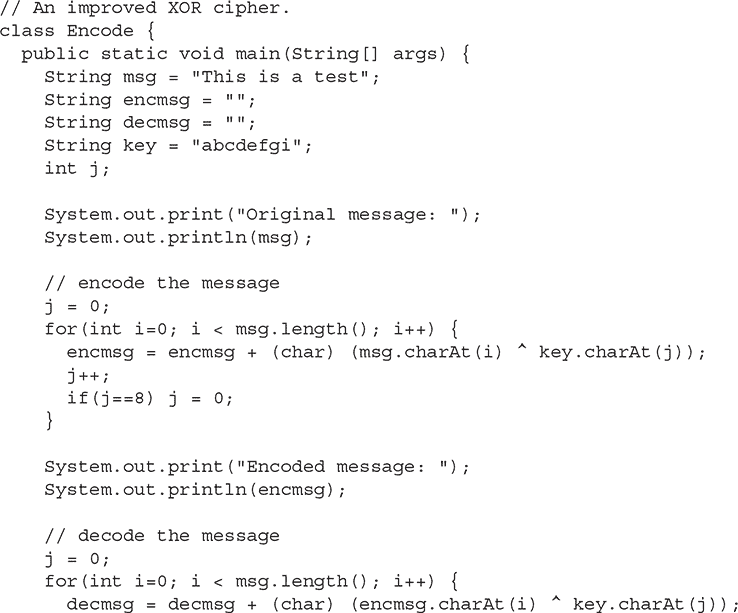 // An improved XOR cipher.
class Encode {
  public static void main(String[] args) {
    String msg = "This is a test";
    String encmsg = "";
    String decmsg = "";
    String key = "abcdefgi";
    int j;

    System.out.print("Original message: ");
    System.out.println(msg);

    // encode the message
    j = 0;
    for(int i=0; i < msg.length(); i++) {
      encmsg = encmsg + (char) (msg.charAt(i) ^ key.charAt(j));
      j++;
      if(j==8) j = 0;
    }

    System.out.print("Encoded message: ");
    System.out.println(encmsg);

    // decode the message
    j = 0;
    for(int i=0; i < msg.length(); i++) {
      decmsg = decmsg + (char) (encmsg.charAt(i) ^ key.charAt(j));